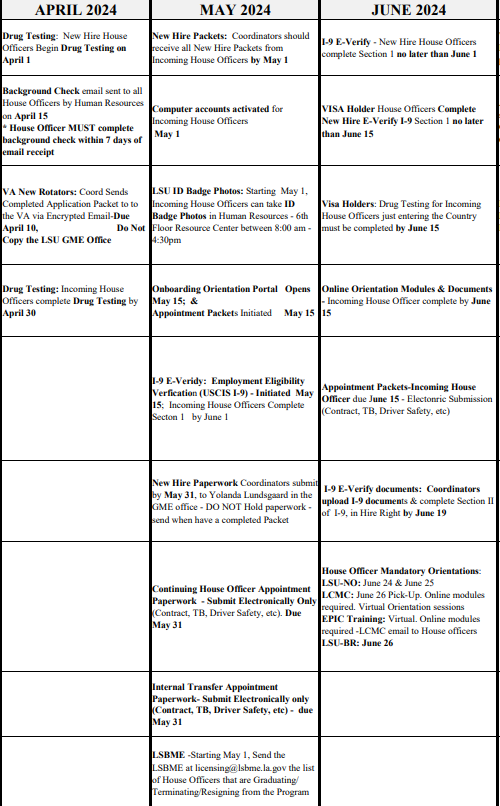 APRIL 2024
MAY 2024
JUNE 2024
Drug Testing: New Hire House
Officers Begin Drug Testing on
April 1
New Hire Packets: Coordinators should
receive all New Hire Packets from
Incoming House Officers by May 1
I-9 E-Verify - New Hire House Officers
complete Section 1 no later than June 1
Background Check email sent to all
House Officers by Human Resources
on April 15
* House Officer MUST complete
background check within 7 days of
email receipt
Computer accounts activated for
Incoming House Officers
May 1
VISA Holder House Officers Complete
New Hire E-Verify I-9 Section 1 no later
than June 15
VA New Rotators: Coord Sends
Completed Application Packet to to
the VA via Encrypted Email-Due
April 10, Do Not
Copy the LSU GME Office
LSU ID Badge Photos: Starting May 1,
Incoming House Officers can take ID
Badge Photos in Human Resources - 6th
Floor Resource Center between 8:00 am -
4:30pm
Visa Holders: Drug Testing for Incoming
House Officers just entering the Country
must be completed by June 15
Drug Testing: Incoming House
Officers complete Drug Testing by
April 30
Onboarding Orientation Portal Opens
May 15; &
Appointment Packets Initiated May 15
Online Orientation Modules & Documents
- Incoming House Officer complete by June
15
I-9 E-Veridy: Employment Eligibility
Verfication (USCIS I-9) - Initiated May
15; Incoming House Officers Complete
Secton 1 by June 1
Appointment Packets-Incoming House
Officer due June 15 - Electonric Submission
(Contract, TB, Driver Safety, etc)
New Hire Paperwork Coordinators submit
by May 31, to Yolanda Lundsgaard in the
GME office - DO NOT Hold paperwork -
send when have a completed Packet
I-9 E-Verify documents: Coordinators
upload I-9 documents & complete Section II
of I-9, in Hire Right by June 19
Continuing House Officer Appointment
Paperwork - Submit Electronically Only
(Contract, TB, Driver Safety, etc). Due
May 31
House Officer Mandatory Orientations:
LSU-NO: June 24 & June 25
LCMC: June 26 Pick-Up. Online modules
required. Virtual Orientation sessions
EPIC Training: Virtual. Online modules
required -LCMC email to House officers
LSU-BR: June 26
Internal Transfer Appointment
Paperwork- Submit Electronically only
(Contract, TB, Driver Safety, etc) - due
May 31
LSBME -Starting May 1, Send the
LSBME at licensing@lsbme.la.gov the list
of House Officers that are Graduating/
Terminating/Resigning from the Program